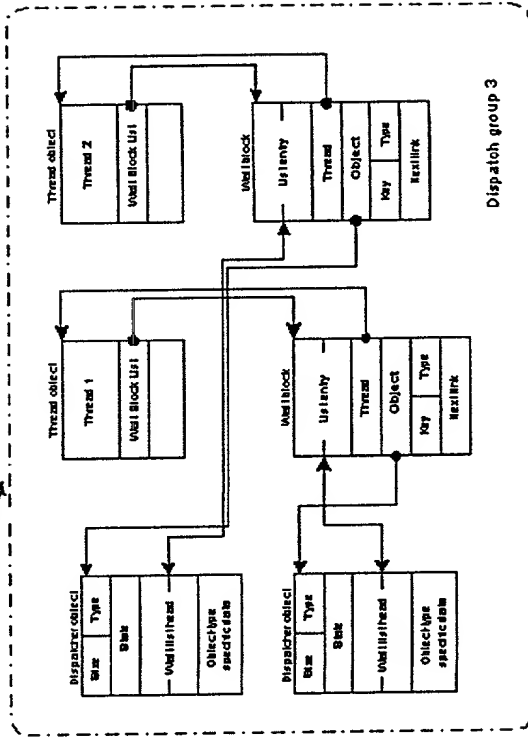 Dispatcher object
Size Type
State
Wait list head
Object-type
specific data
Thread object
Thread 1
Wait Block List
Thread object
Thread 2
Wait Block List
Wait block
List entry
Thread
Object
Key Type
Next link
Dispatcher object
Size Type
State
Wait list head
Object-type
specific data
Wait block
List entry
Thread
Object
Key Type
Next link
Dispatch group 3